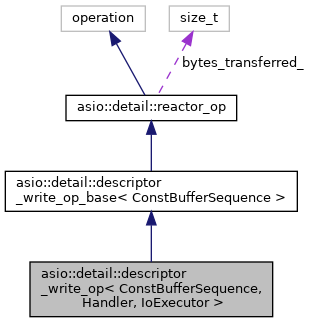 operation
size_t
bytes_transferred_
asio::detail::reactor_op
asio::detail::descriptor
_write_op_base< ConstBufferSequence >
asio::detail::descriptor
_write_op< ConstBufferSequence,
Handler, IoExecutor >